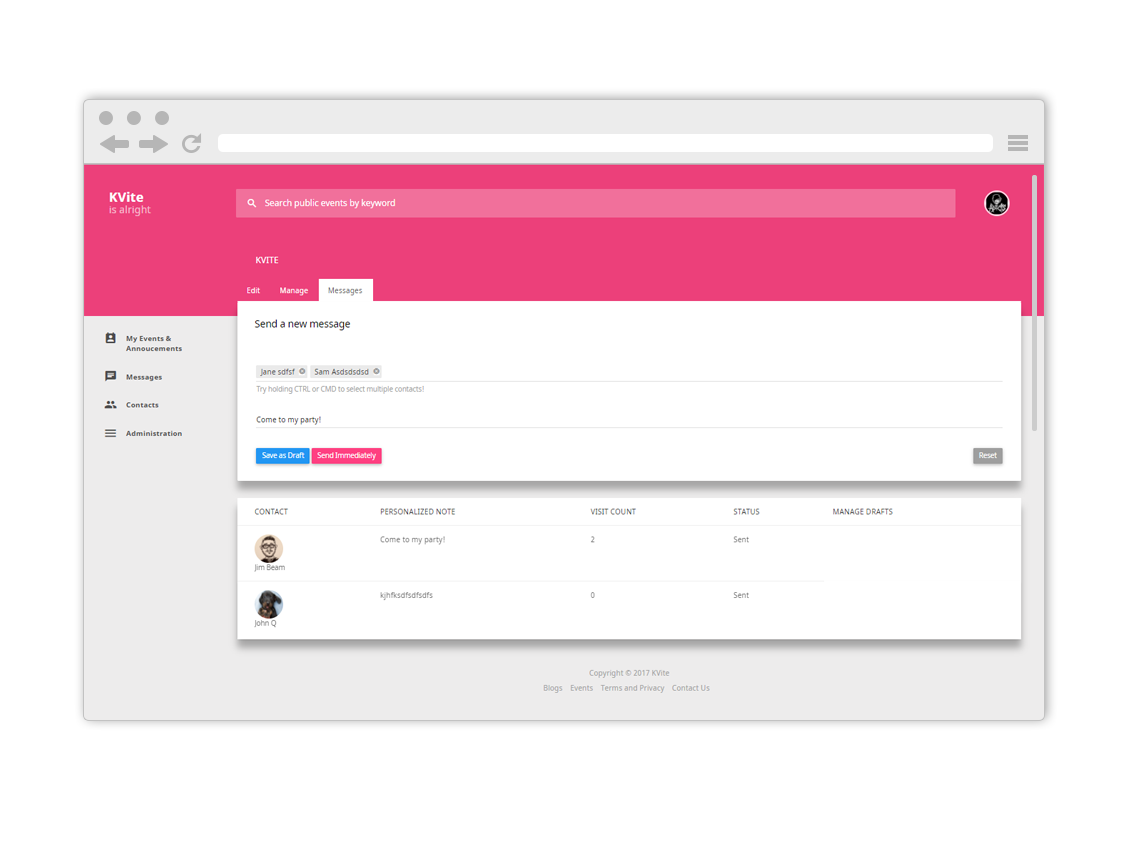 KVite
is alright
Search public events by keyword
KVITE
Edit Manage Messages
My Events &
Annoucements
Messages
Contacts
Administration
Send a new message
Jane sdfsf Sam Asdsdsdsd
Try holding CTRL or CMD to select multiple contacts!
Come to my party!
Save as Draft Send Immediately Reset
CONTACT PERSONALIZED NOTE VISIT COUNT STATUS MANAGE DRAFTS
Come to my party! 2 Sent
Jim Beam
kjhfksdfsdfsdfs 0 Sent
John Q
Copyright © 2017 KVite
Blogs Events Terms and Privacy Contact Us